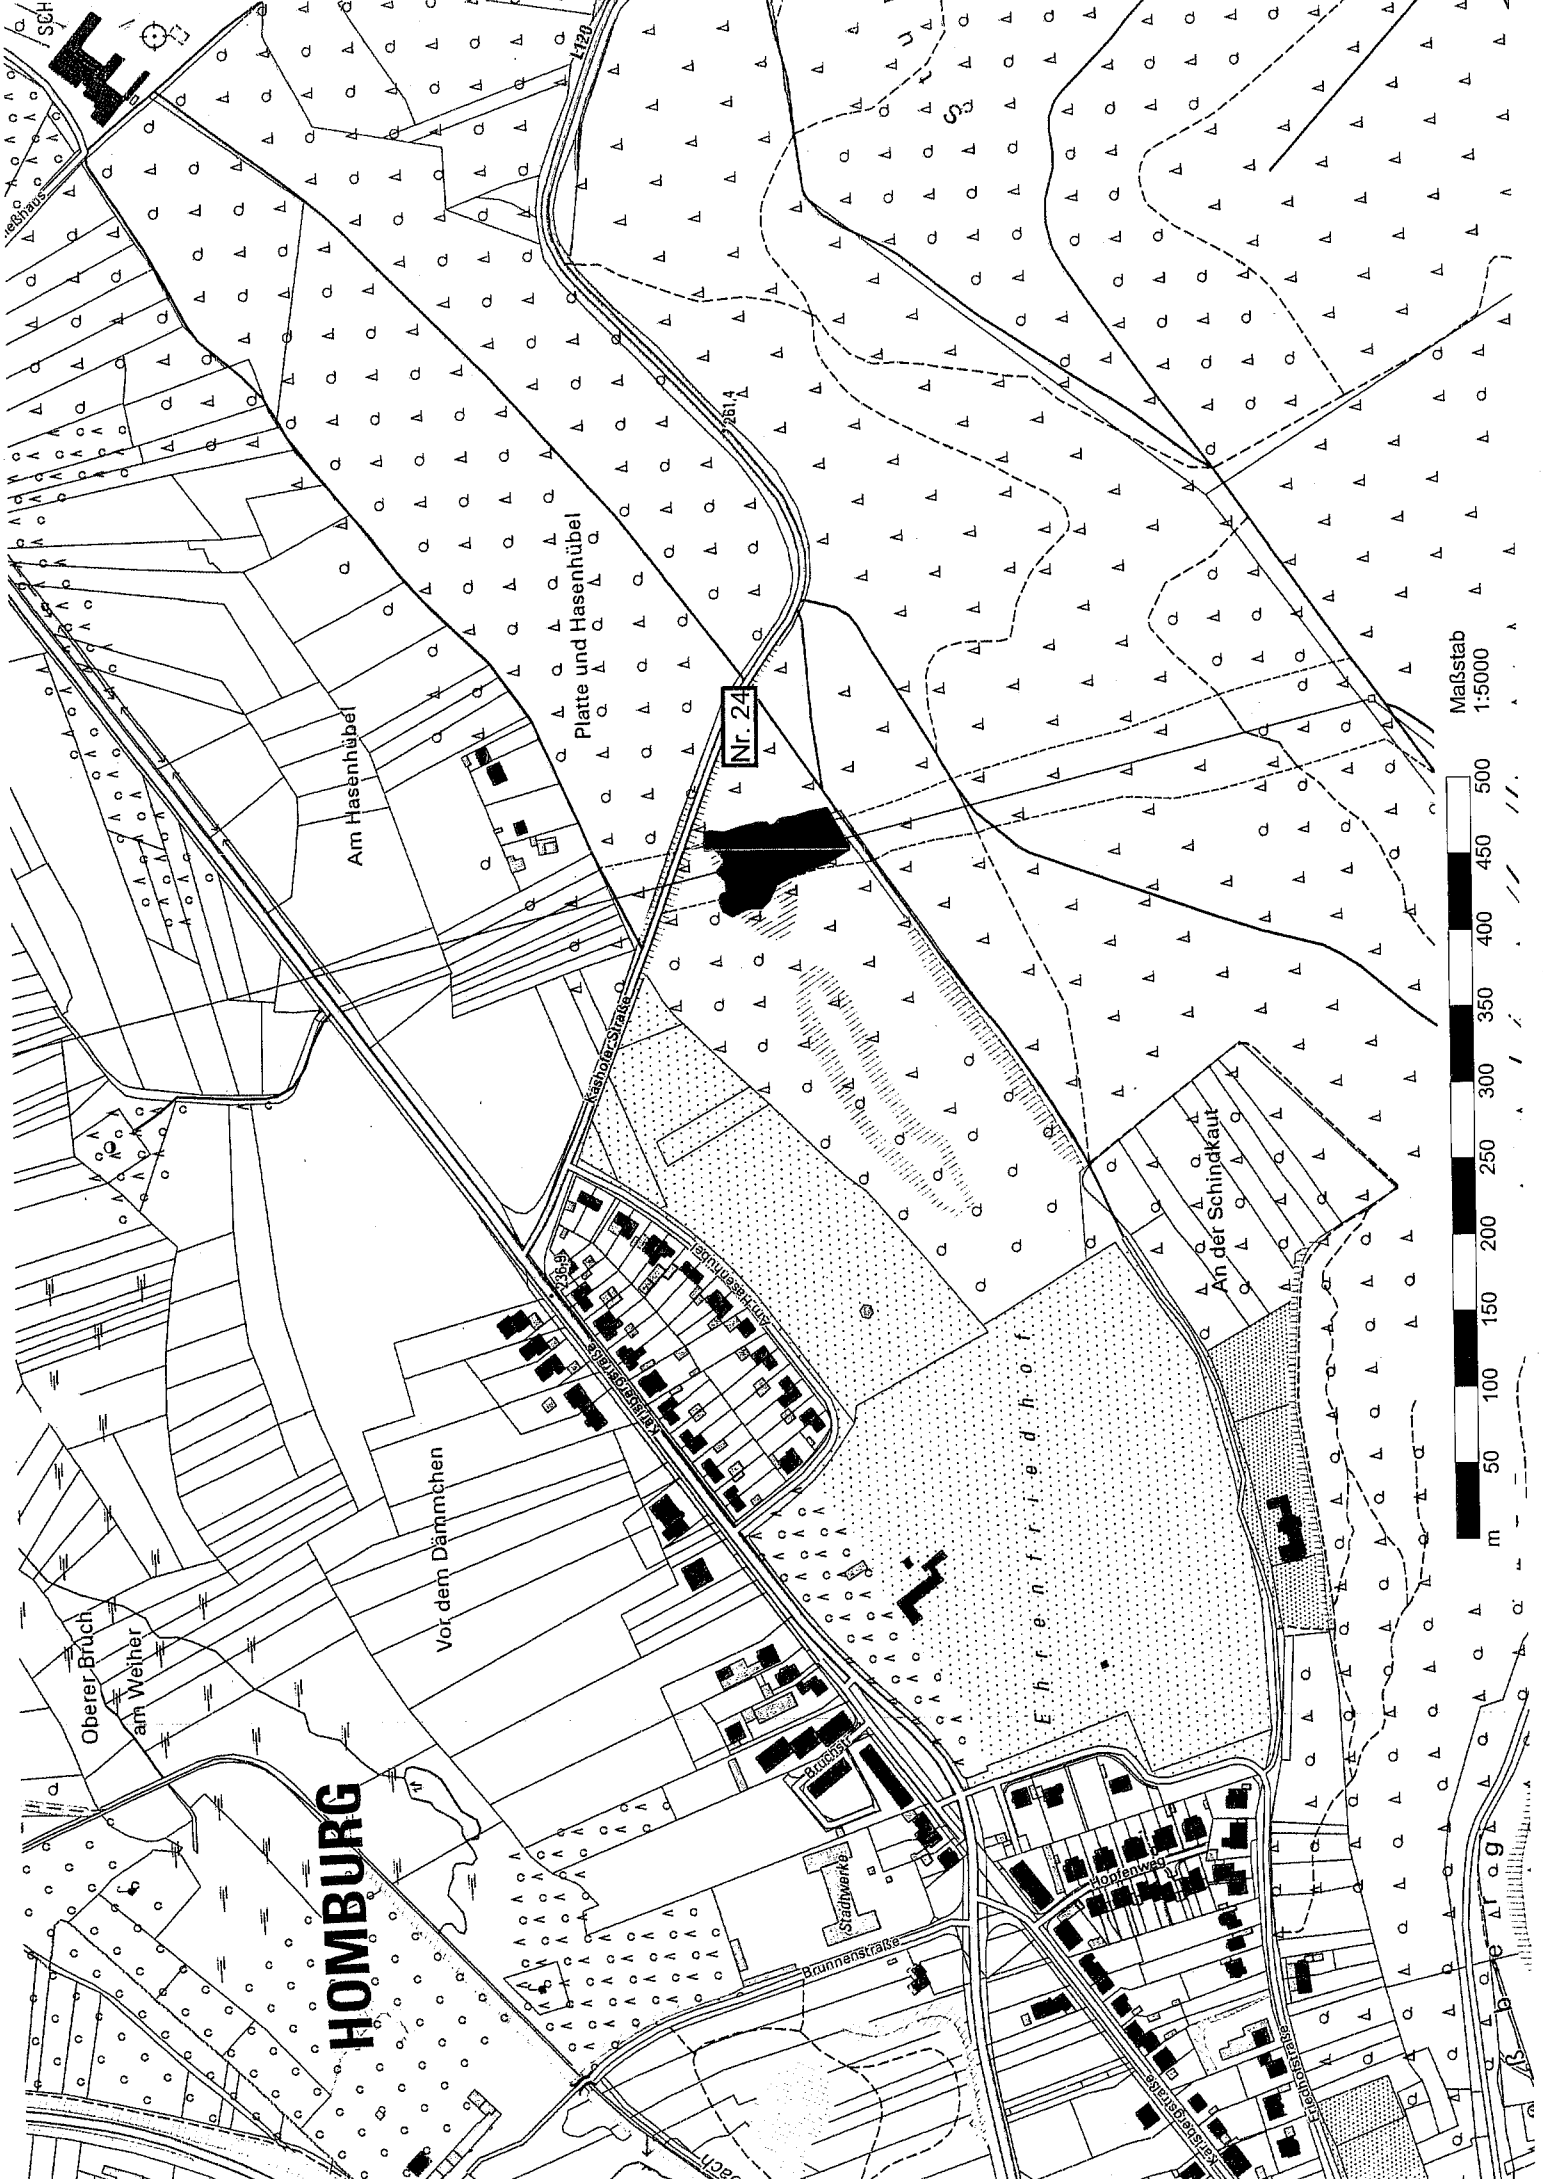 HOMBURG
Oberer Bruch
am Weiher
Vor dem Dämmchen
Am Hasenhübel
Platte und Hasenhübel
L120
261,4
Nr. 24
Käshofer Straße
236,9
Am Hasenhübel
Karlsbergstraße
Ehrenfriedhof
An der Schindkaut
Bruchstr.
Stadtwerke
Brunnenstraße
Hopfenweg
Karlsbergstraße
Friedhofstraße
Maßstab
1:5000
m 50 100 150 200 250 300 350 400 450 500